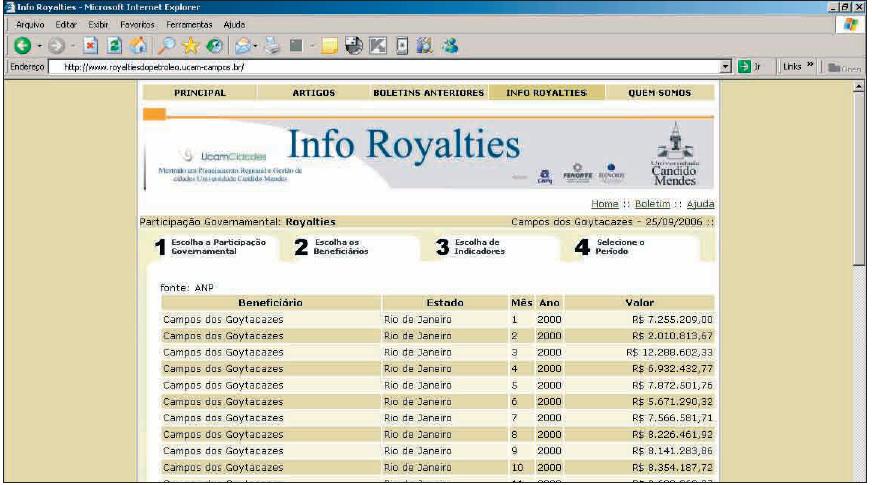 Info Royalties - Microsoft Internet Explorer
Arquivo Editar Exibir Favoritos Ferramentas Ajuda
Endereço http://www.royaltiesdopetroleo.ucam-campos.br/ Ir Links »
PRINCIPAL ARTIGOS BOLETINS ANTERIORES INFO ROYALTIES QUEM SOMOS
Info Royalties
UcamCidades
Mestrado em Planejamento Regional e Gestão de
cidades Universidade Candido Mendes
FENORTE
Universidade
Candido
Mendes
Home :: Boletim :: Ajuda
Participação Governamental: Royalties Campos dos Goytacazes - 25/09/2006 ::
1 Escolha a Participação Governamental
2 Escolha os Beneficiários
3 Escolha de Indicadores
4 Selecione o Período
fonte: ANP
Beneficiário Estado Mês Ano Valor
Campos dos Goytacazes Rio de Janeiro 1 2000 R$ 7.255.209,00
Campos dos Goytacazes Rio de Janeiro 2 2000 R$ 2.010.813,67
Campos dos Goytacazes Rio de Janeiro 3 2000 R$ 12.288.602,33
Campos dos Goytacazes Rio de Janeiro 4 2000 R$ 6.932.432,77
Campos dos Goytacazes Rio de Janeiro 5 2000 R$ 7.872.501,76
Campos dos Goytacazes Rio de Janeiro 6 2000 R$ 5.671.290,32
Campos dos Goytacazes Rio de Janeiro 7 2000 R$ 7.566.581,71
Campos dos Goytacazes Rio de Janeiro 8 2000 R$ 8.226.461,92
Campos dos Goytacazes Rio de Janeiro 9 2000 R$ 8.141.283,86
Campos dos Goytacazes Rio de Janeiro 10 2000 R$ 8.354.187,72